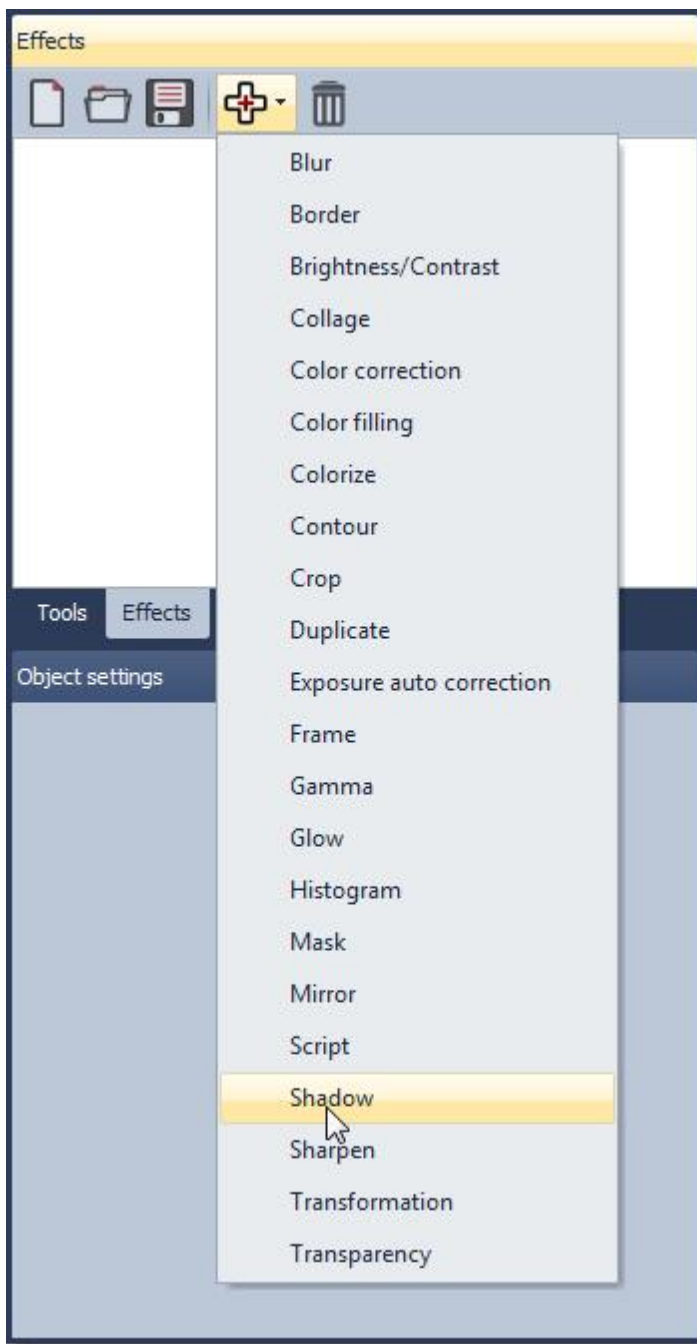 Effects
Blur
Border
Brightness/Contrast
Collage
Color correction
Color filling
Colorize
Contour
Crop
Tools Effects
Duplicate
Object settings
Exposure auto correction
Frame
Gamma
Glow
Histogram
Mask
Mirror
Script
Shadow
Sharpen
Transformation
Transparency